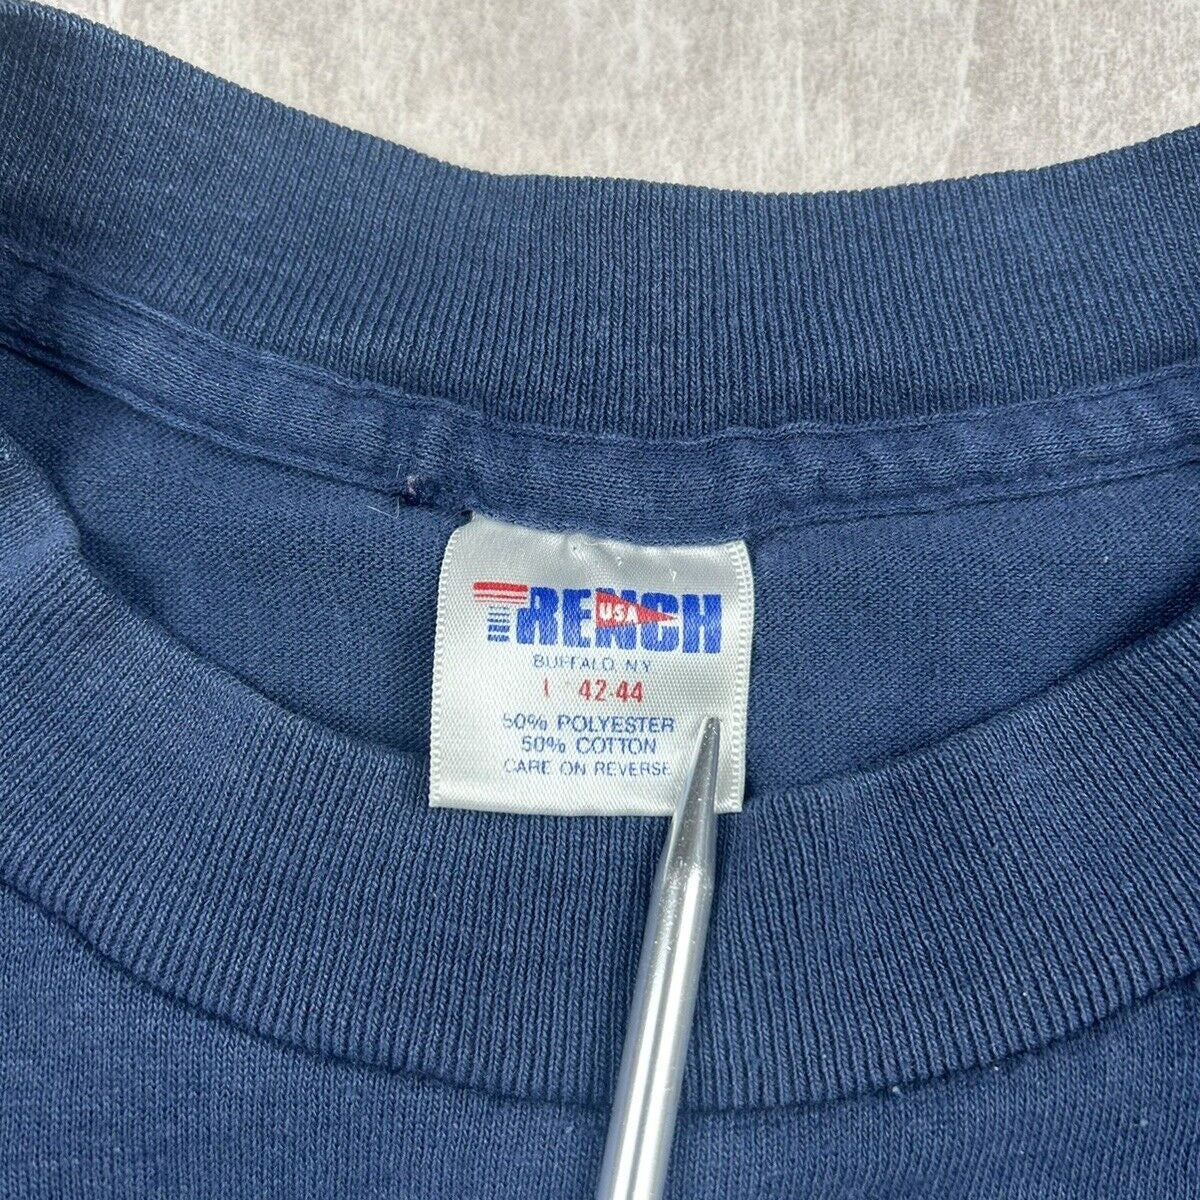 TRENCH
USA
BUFFALO, N.Y.
L 42-44
50% POLYESTER
50% COTTON
CARE ON REVERSE